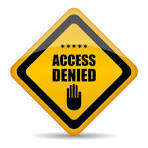 *****
ACCESS
DENIED